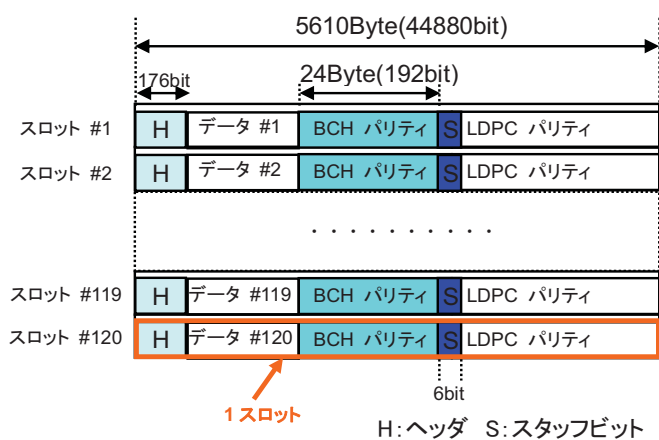 5610Byte(44880bit)
176bit
24Byte(192bit)
スロット #1 H データ #1 BCH パリティ S LDPC パリティ
スロット #2 H データ #2 BCH パリティ S LDPC パリティ
・・・・・・・・・・
スロット #119 H データ #119 BCH パリティ S LDPC パリティ
スロット #120 H データ #120 BCH パリティ S LDPC パリティ
1 スロット
6bit
H:ヘッダ S:スタッフビット